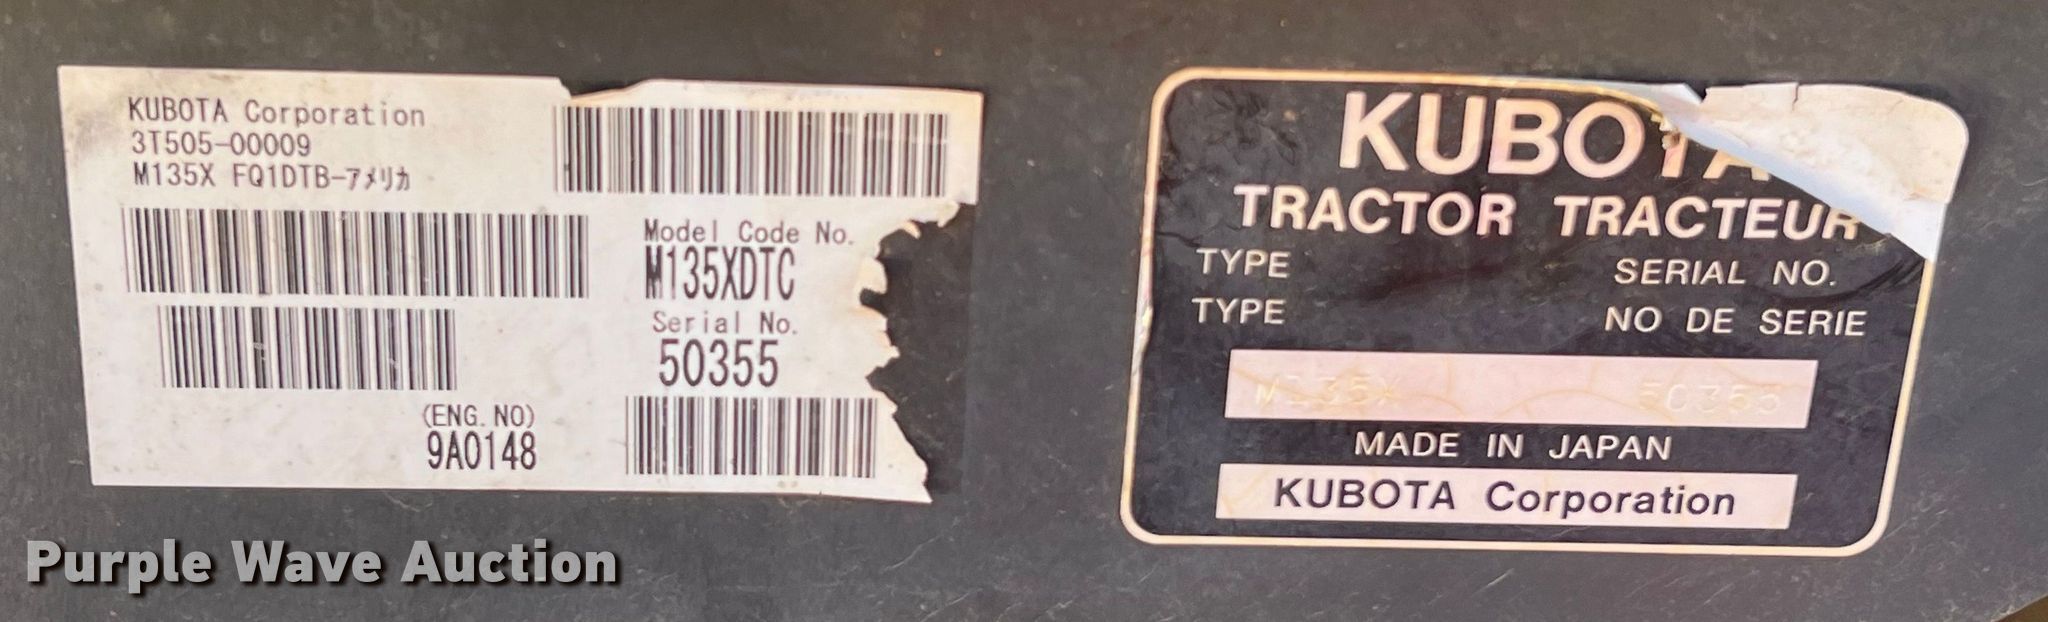 KUBOTA Corporation
3T505-00009
M135X FQ1DTB-アメリカ
Model Code No.
M135XDTC
Serial No.
50355
(ENG. NO)
9A0148
KUBOTA
TRACTOR TRACTEUR
TYPE SERIAL NO.
TYPE NO DE SERIE
M135X 50355
MADE IN JAPAN
KUBOTA Corporation
Purple Wave Auction